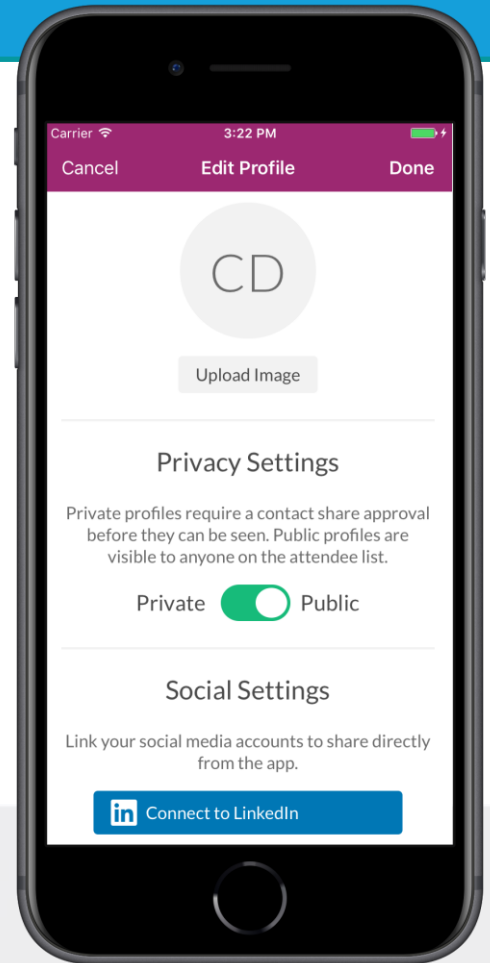 Carrier 3:22 PM
Cancel Edit Profile Done
CD
Upload Image
Privacy Settings
Private profiles require a contact share approval
before they can be seen. Public profiles are
visible to anyone on the attendee list.
Private Public
Social Settings
Link your social media accounts to share directly
from the app.
in Connect to LinkedIn